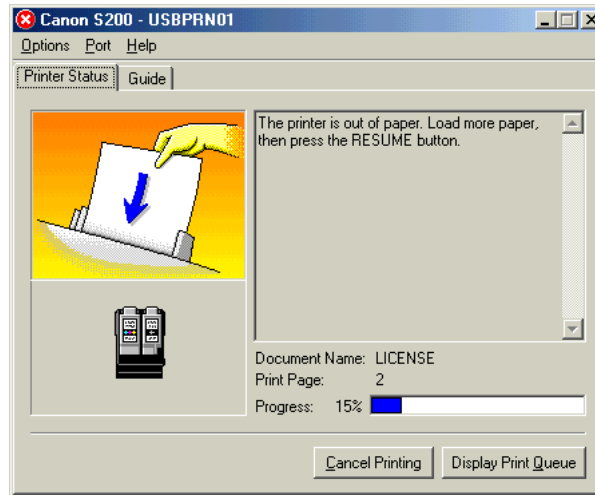 Canon S200 - USBPRN01
Options Port Help
Printer Status Guide
The printer is out of paper. Load more paper,
then press the RESUME button.
Document Name: LICENSE
Print Page: 2
Progress: 15%
Cancel Printing Display Print Queue